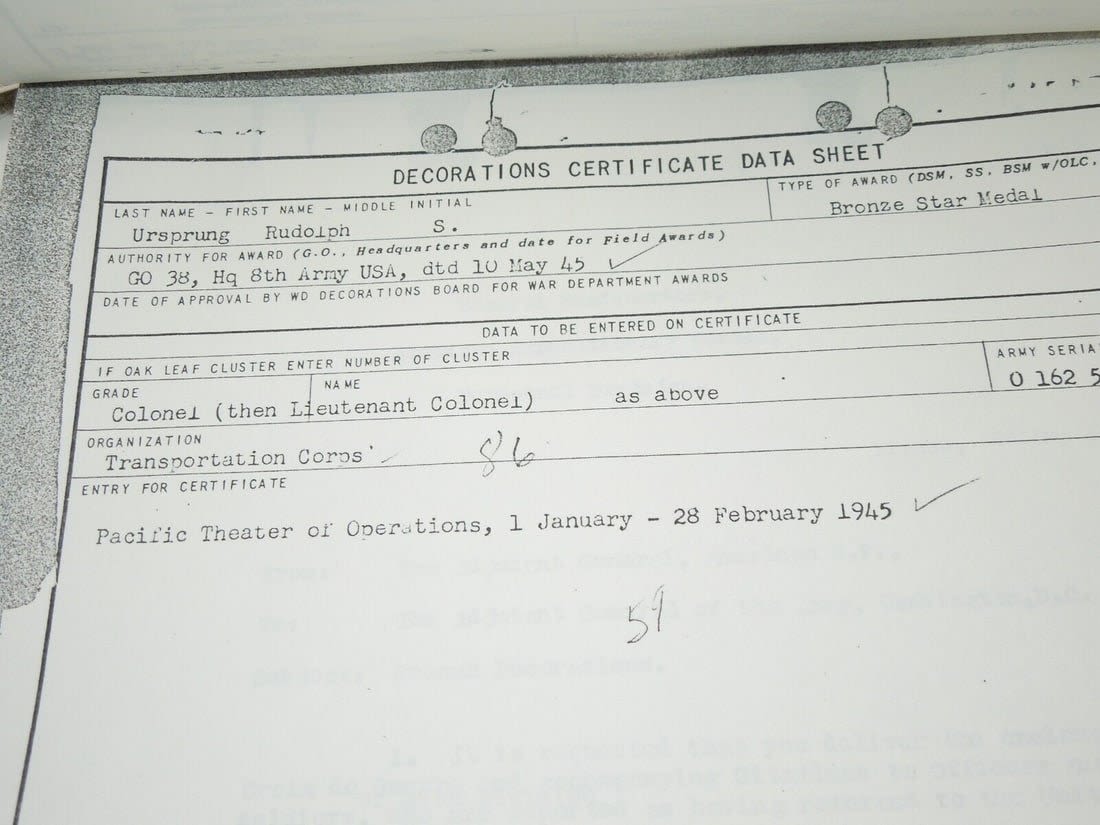 DECORATIONS CERTIFICATE DATA SHEET
LAST NAME - FIRST NAME - MIDDLE INITIAL
TYPE OF AWARD (DSM, SS, BSM w/OLC,
Ursprung Rudolph S.
Bronze Star Medal
AUTHORITY FOR AWARD (G.O., Headquarters and date for Field Awards)
GO 38, Hq 8th Army USA, dtd 10 May 45
DATE OF APPROVAL BY WD DECORATIONS BOARD FOR WAR DEPARTMENT AWARDS
DATA TO BE ENTERED ON CERTIFICATE
IF OAK LEAF CLUSTER ENTER NUMBER OF CLUSTER
GRADE
NAME
ARMY SERIA
Colonel (then Lieutenant Colonel) as above
O 162 5
ORGANIZATION
Transportation Corps
86
ENTRY FOR CERTIFICATE
Pacific Theater of Operations, 1 January - 28 February 1945
59